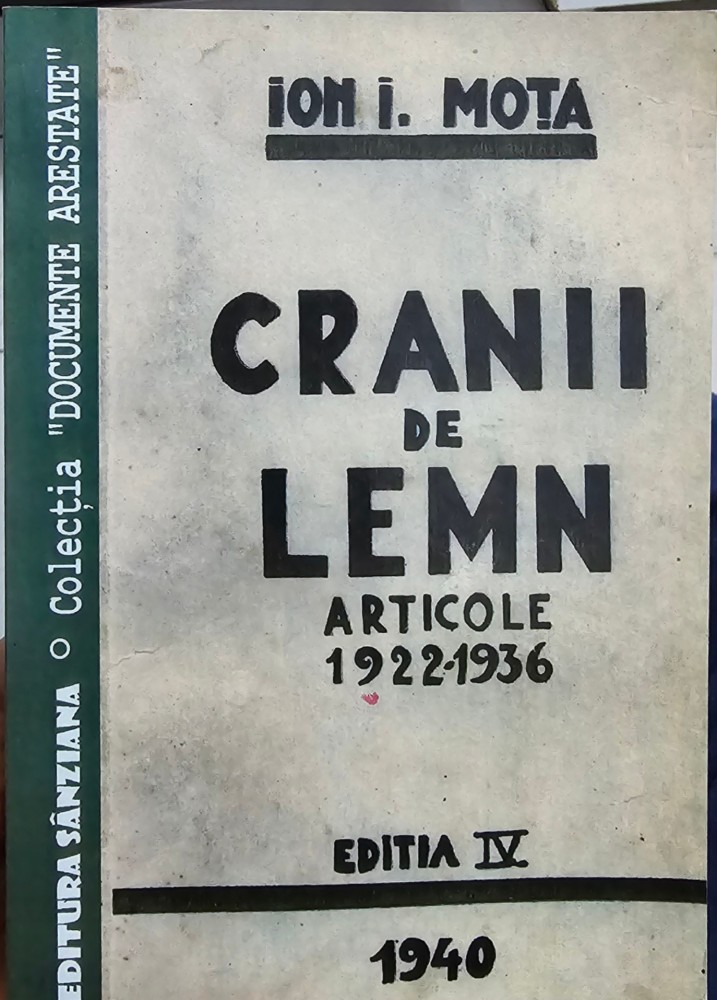 ION I. MOȚA
CRANII
DE
LEMN
ARTICOLE
1922-1936
EDITIA IV
1940
EDITURA SÂNZIANA O Colecția "DOCUMENTE ARESTATE"